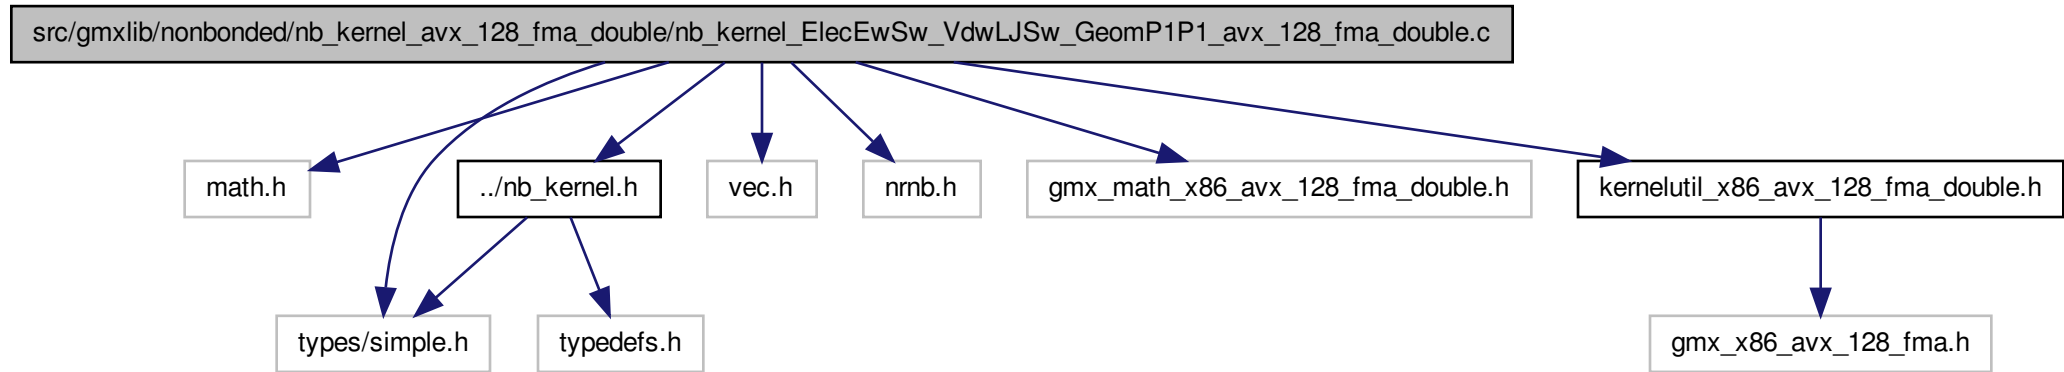 src/gmxlib/nonbonded/nb_kernel_avx_128_fma_double/nb_kernel_ElecEwSw_VdwLJSw_GeomP1P1_avx_128_fma_double.c
math.h
../nb_kernel.h
vec.h
nrnb.h
gmx_math_x86_avx_128_fma_double.h
kernelutil_x86_avx_128_fma_double.h
types/simple.h
typedefs.h
gmx_x86_avx_128_fma.h